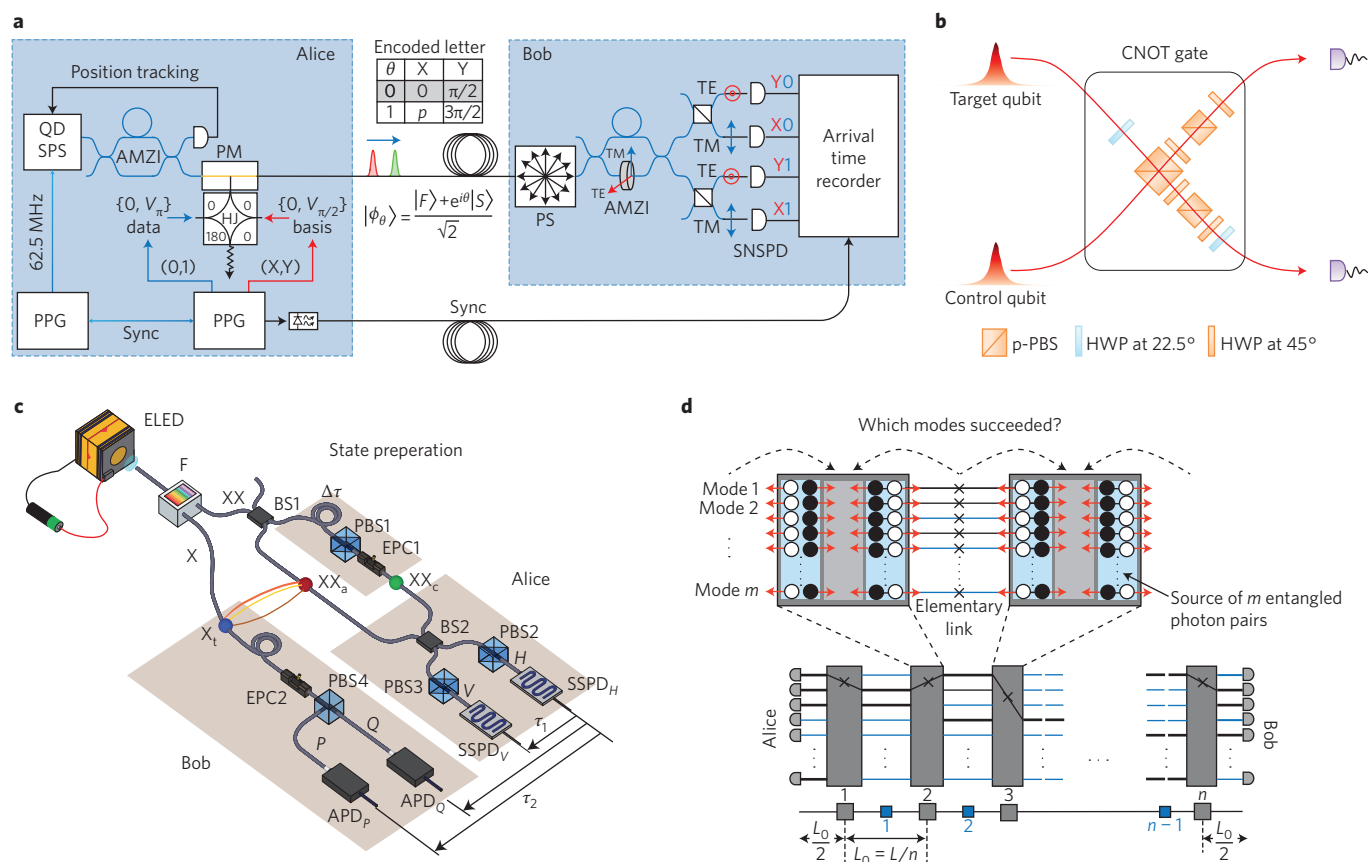 a
Alice
Position tracking
QD
SPS
AMZI
PM
62.5 MHz
{0, Vπ}
data
0 0
HJ
180 0
{0, Vπ/2}
basis
(0,1)
(X,Y)
PPG
Sync
PPG
Encoded letter
θ X Y
0 0 π/2
1 p 3π/2
|ϕθ⟩ = |F⟩+e^iθ|S⟩
√2
Sync
Bob
PS
TM
TE
AMZI
TE
TM
TE
TM
SNSPD
Y0
X0
Y1
X1
Arrival
time
recorder
b
CNOT gate
Target qubit
Control qubit
p-PBS
HWP at 22.5°
HWP at 45°
c
ELED
F
XX
X
BS1
State preperation
Δτ
PBS1
EPC1
XXa
XXc
Alice
Xt
BS2
PBS2
H
PBS3
V
SSPDH
SSPDV
EPC2
PBS4
P
Q
Bob
APDP
APDQ
τ1
τ2
d
Which modes succeeded?
Mode 1
Mode 2
Mode m
Elementary
link
Source of m entangled
photon pairs
Alice
Bob
1 2 3 n
1 2 n − 1
L0
2
L0 = L/n
L0
2